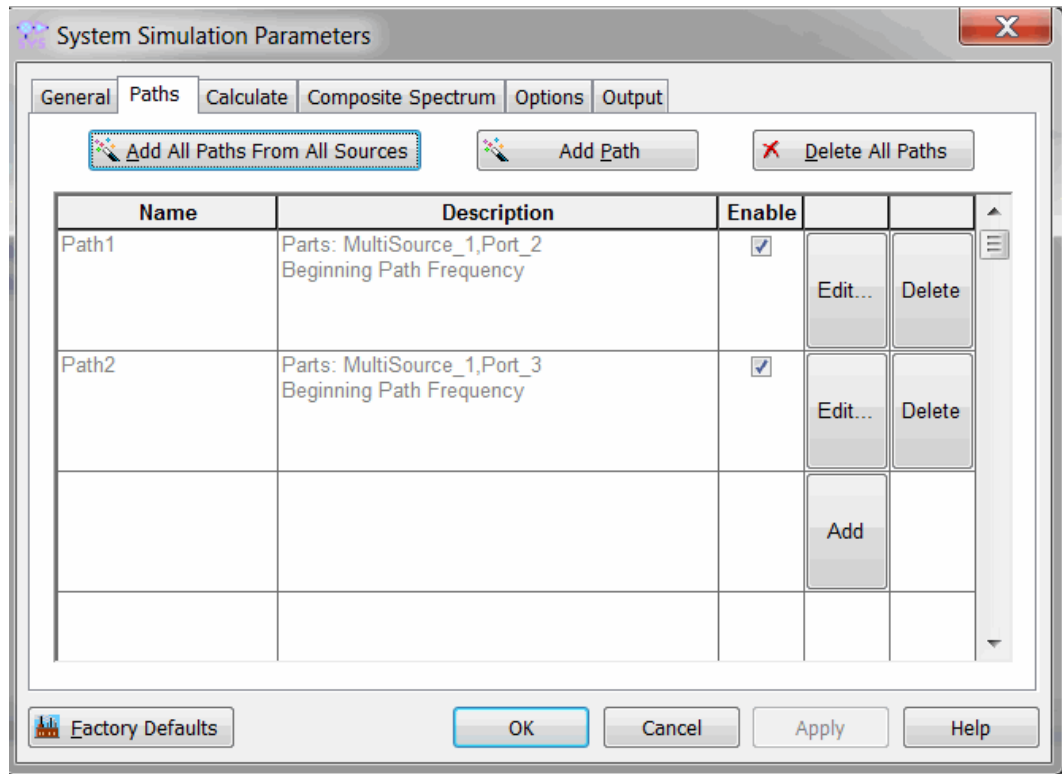 System Simulation Parameters
General Paths Calculate Composite Spectrum Options Output
Add All Paths From All Sources Add Path Delete All Paths
Name Description Enable
Path1 Parts: MultiSource_1,Port_2
Beginning Path Frequency
Edit... Delete
Path2 Parts: MultiSource_1,Port_3
Beginning Path Frequency
Edit... Delete
Add
Factory Defaults OK Cancel Apply Help